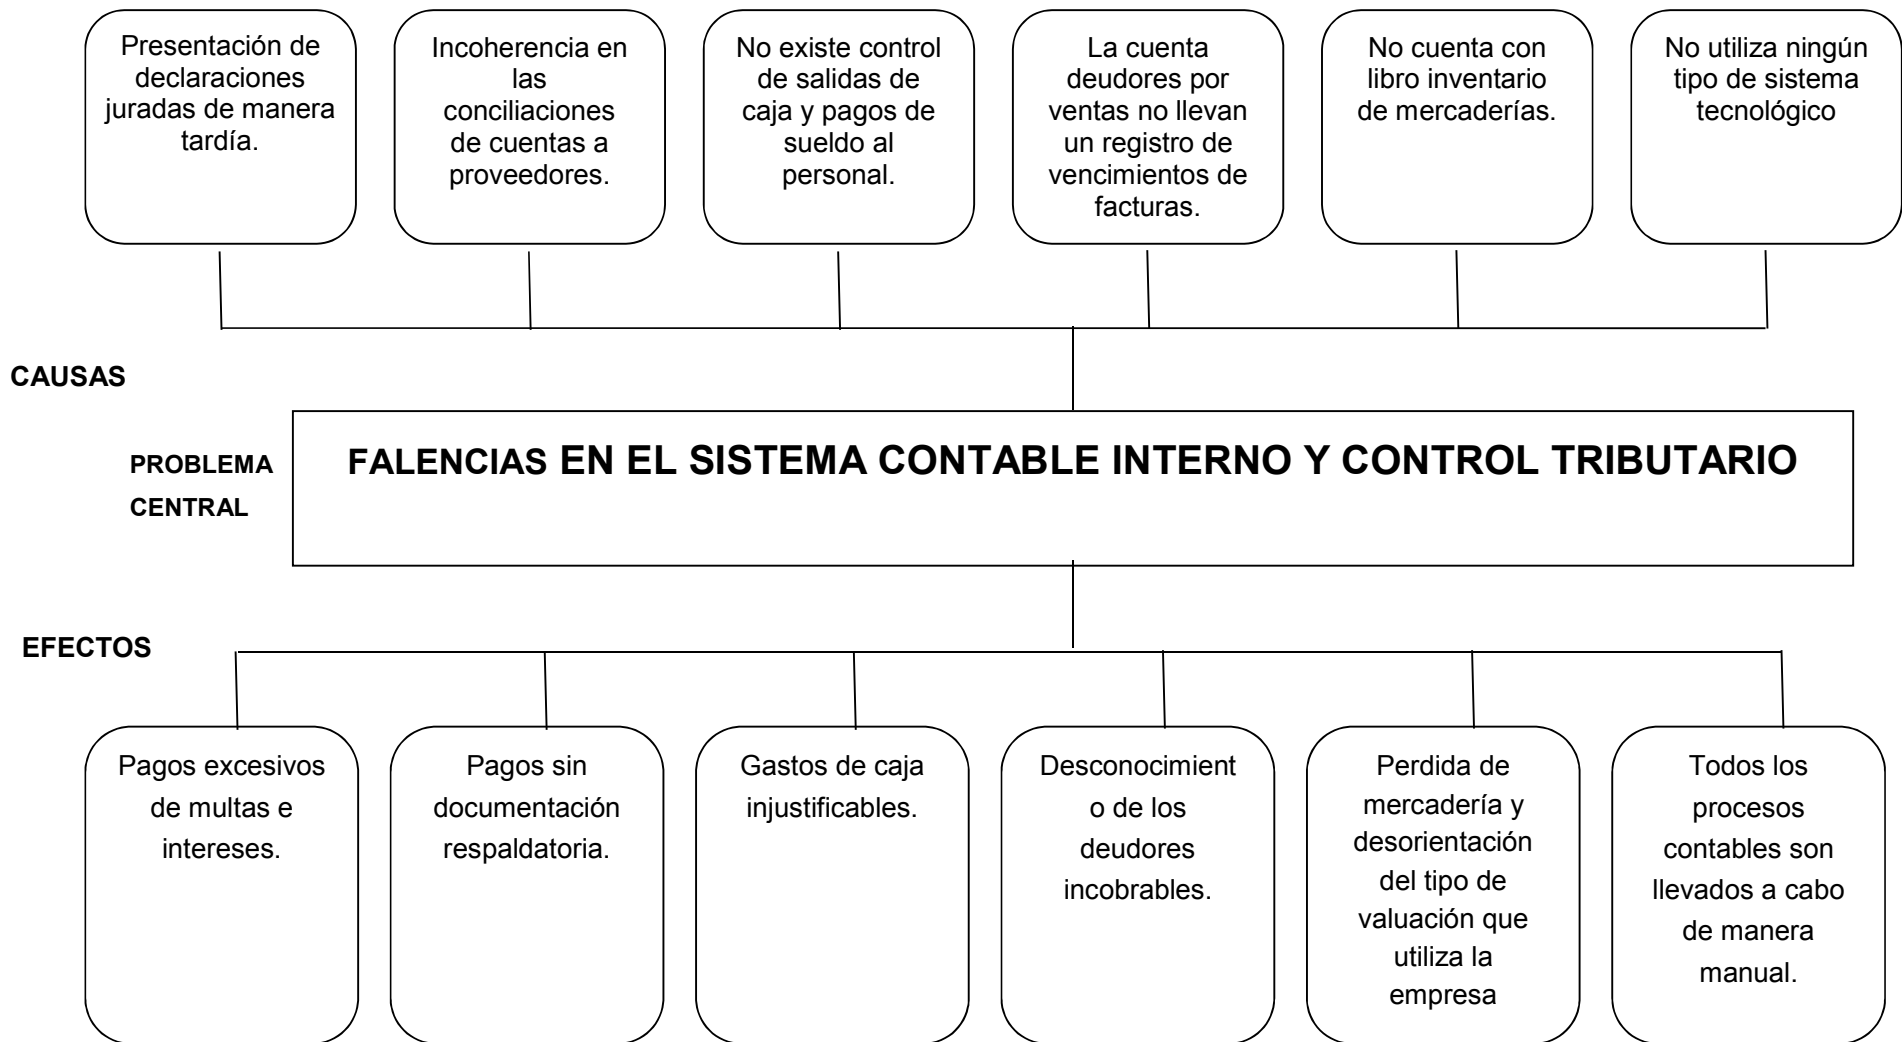 Presentación de
declaraciones
juradas de manera
tardía.
Incoherencia en
las
conciliaciones
de cuentas a
proveedores.
No existe control
de salidas de
caja y pagos de
sueldo al
personal.
La cuenta
deudores por
ventas no llevan
un registro de
vencimientos de
facturas.
No cuenta con
libro inventario
de mercaderías.
No utiliza ningún
tipo de sistema
tecnológico
CAUSAS
PROBLEMA
CENTRAL
FALENCIAS EN EL SISTEMA CONTABLE INTERNO Y CONTROL TRIBUTARIO
EFECTOS
Pagos excesivos
de multas e
intereses.
Pagos sin
documentación
respaldatoria.
Gastos de caja
injustificables.
Desconocimient
o de los
deudores
incobrables.
Perdida de
mercadería y
desorientación
del tipo de
valuación que
utiliza la
empresa
Todos los
procesos
contables son
llevados a cabo
de manera
manual.